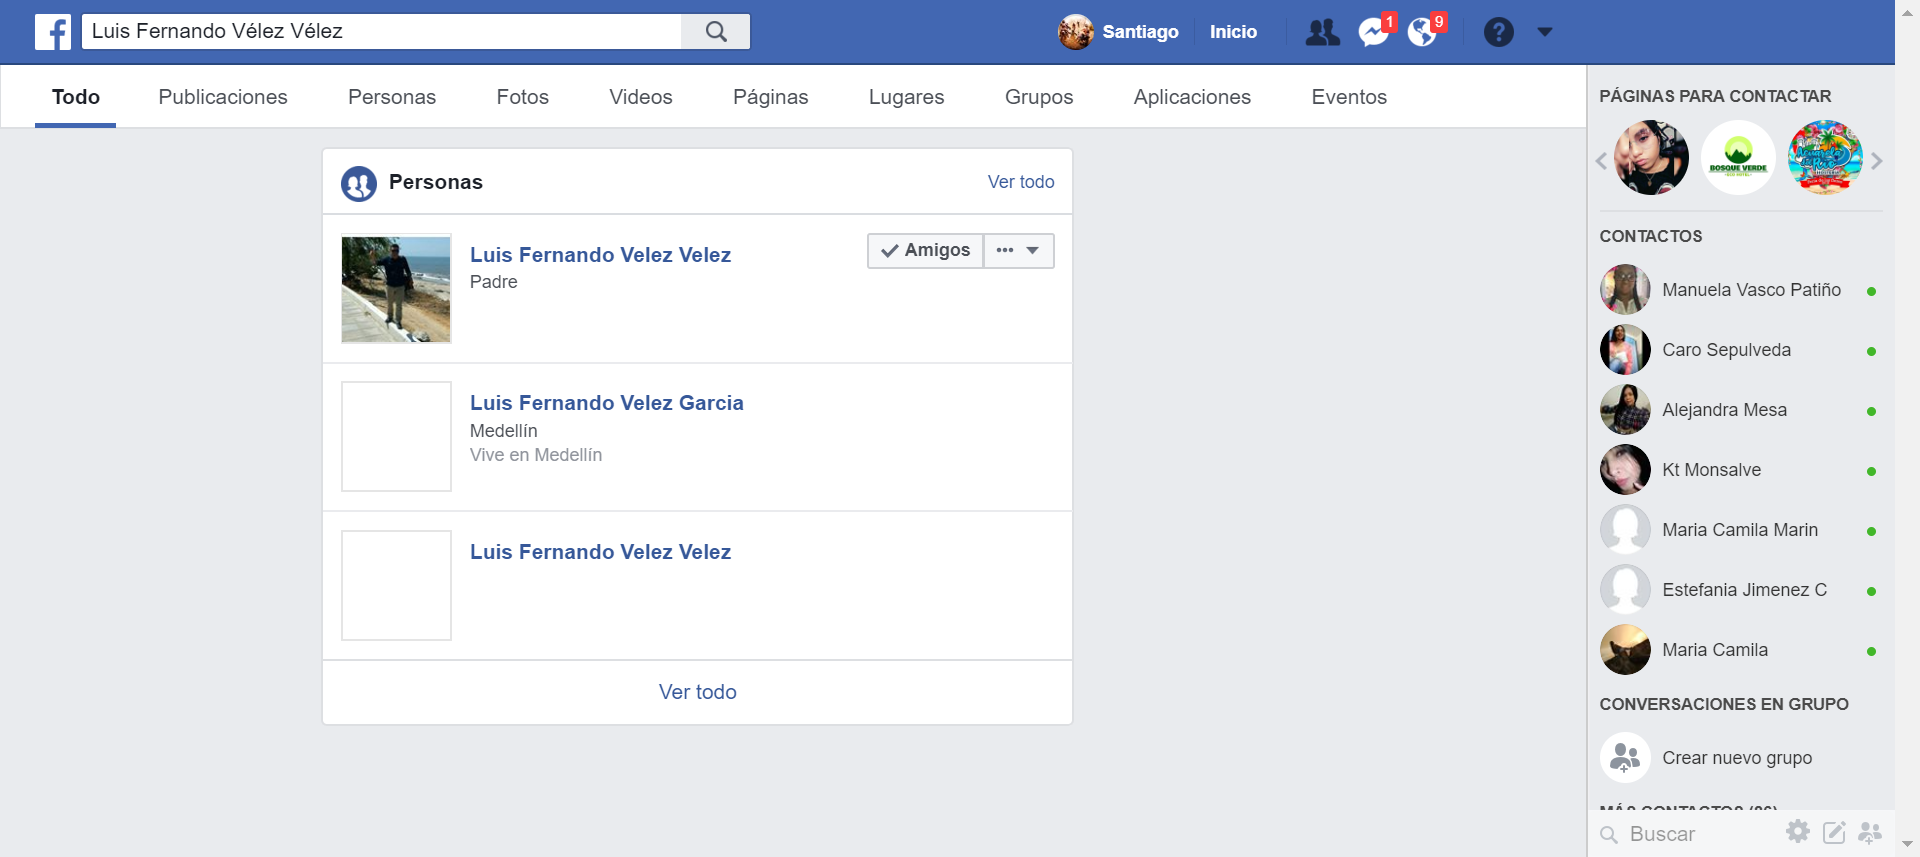 Luis Fernando Vélez Vélez
Santiago
Inicio
1
9
Todo
Publicaciones
Personas
Fotos
Videos
Páginas
Lugares
Grupos
Aplicaciones
Eventos
Personas
Ver todo
Luis Fernando Velez Velez
Padre
Amigos
Luis Fernando Velez Garcia
Medellín
Vive en Medellín
Luis Fernando Velez Velez
Ver todo
PÁGINAS PARA CONTACTAR
BOSQUE VERDE
CONTACTOS
Manuela Vasco Patiño
Caro Sepulveda
Alejandra Mesa
Kt Monsalve
Maria Camila Marin
Estefania Jimenez C
Maria Camila
CONVERSACIONES EN GRUPO
Crear nuevo grupo
MÁS CONTACTOS (86)
Buscar